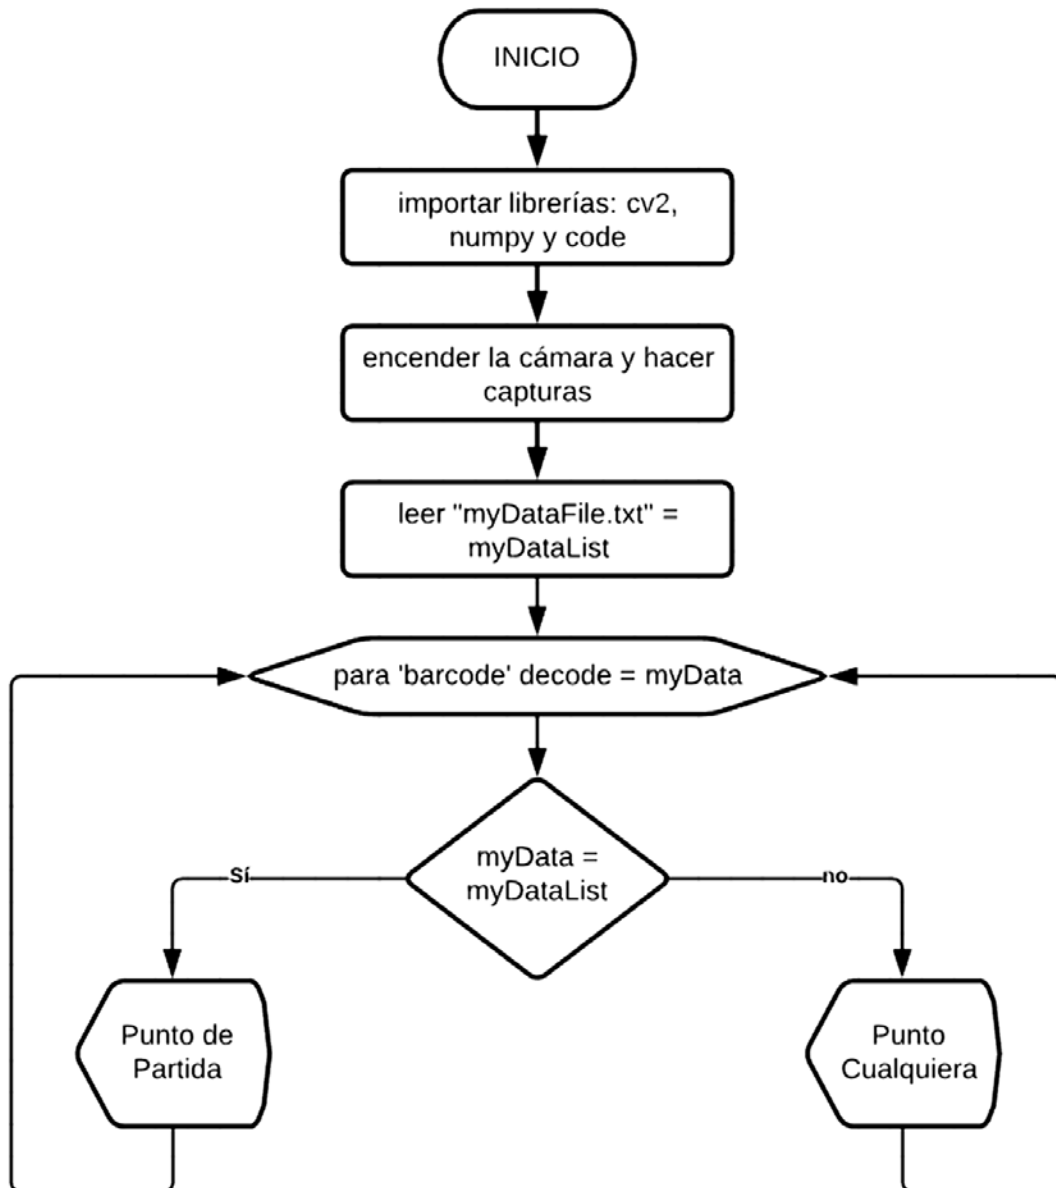 INICIO
importar librerías: cv2,
numpy y code
encender la cámara y hacer
capturas
leer "myDataFile.txt" =
myDataList
para 'barcode' decode = myData
myData =
myDataList
Sí
no
Punto de
Partida
Punto
Cualquiera